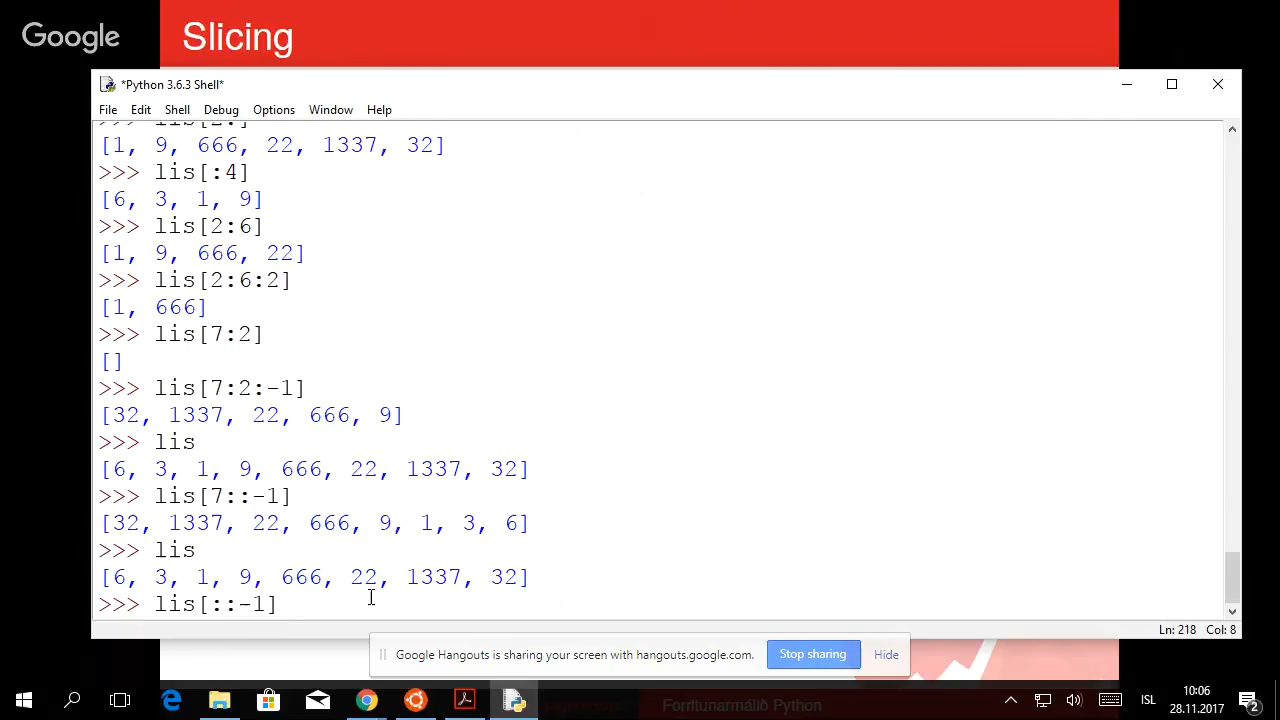 Google
Slicing
*Python 3.6.3 Shell*
File Edit Shell Debug Options Window Help
>>> lis[2:]
[1, 9, 666, 22, 1337, 32]
>>> lis[:4]
[6, 3, 1, 9]
>>> lis[2:6]
[1, 9, 666, 22]
>>> lis[2:6:2]
[1, 666]
>>> lis[7:2]
[]
>>> lis[7:2:-1]
[32, 1337, 22, 666, 9]
>>> lis
[6, 3, 1, 9, 666, 22, 1337, 32]
>>> lis[7::-1]
[32, 1337, 22, 666, 9, 1, 3, 6]
>>> lis
[6, 3, 1, 9, 666, 22, 1337, 32]
>>> lis[::-1]
Ln: 218 Col: 8
Google Hangouts is sharing your screen with hangouts.google.com. Stop sharing Hide
Forritunarmálið Python
ISL
10:06
28.11.2017
2